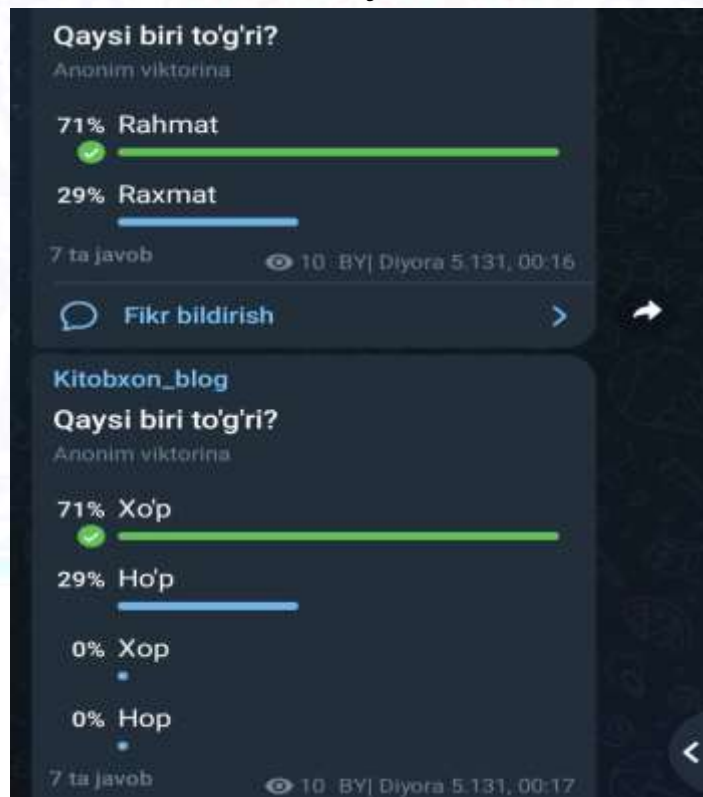 Qaysi biri to'g'ri?
Anonim viktorina
71% Rahmat
29% Raxmat
7 ta javob 10 BY| Diyora 5.131, 00:16
Fikr bildirish
Kitobxon_blog
Qaysi biri to'g'ri?
Anonim viktorina
71% Xo'p
29% Ho'p
0% Xop
0% Hop
7 ta javob 10 BY| Diyora 5.131, 00:17